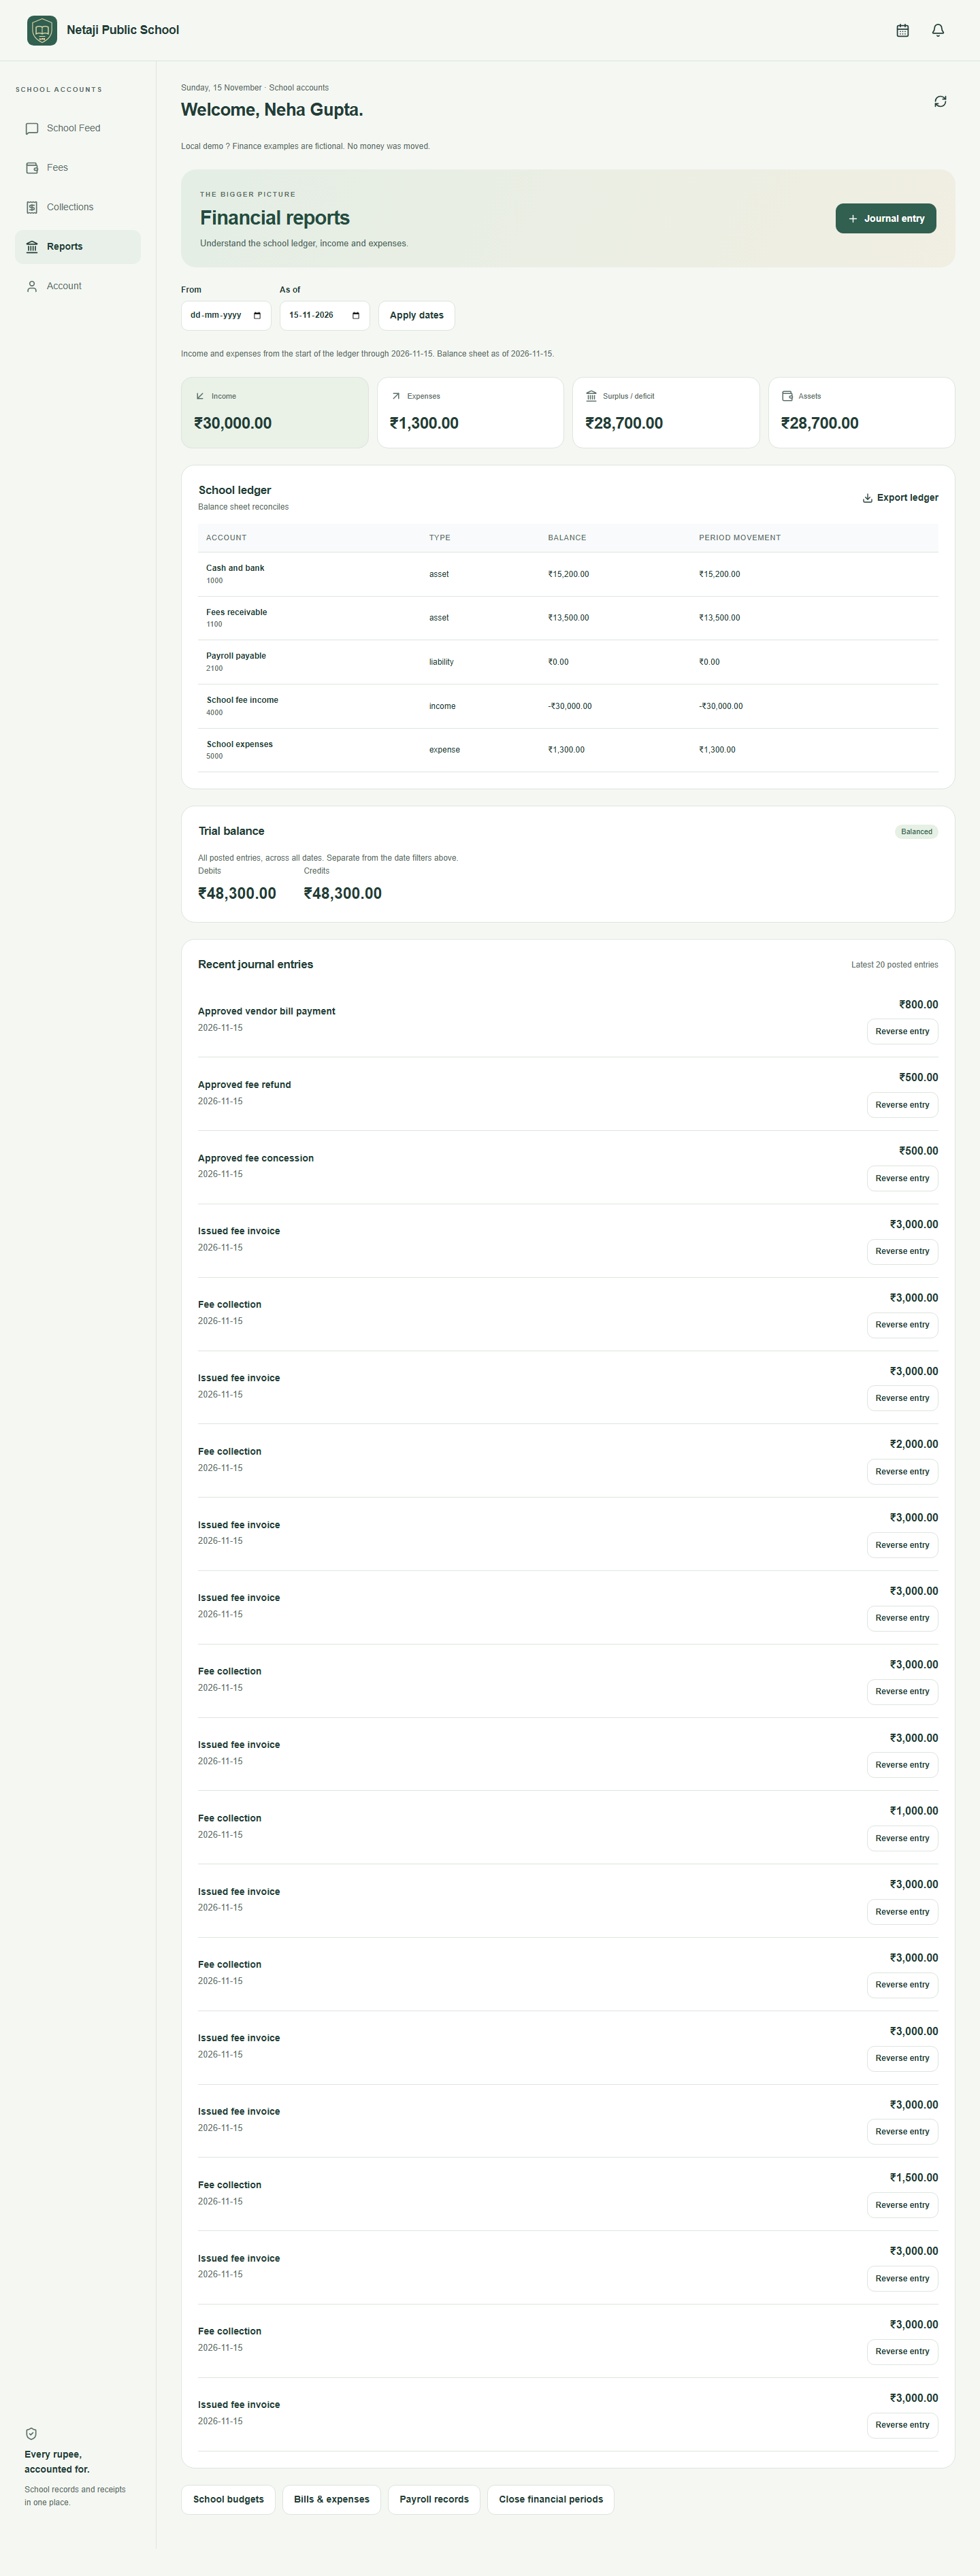 Netaji Public School
SCHOOL ACCOUNTS
School Feed
Fees
Collections
Reports
Account
Sunday, 15 November · School accounts
Welcome, Neha Gupta.
Local demo ? Finance examples are fictional. No money was moved.
THE BIGGER PICTURE
Financial reports
Understand the school ledger, income and expenses.
Journal entry
From
As of
dd-mm-yyyy
15-11-2026
Apply dates
Income and expenses from the start of the ledger through 2026-11-15. Balance sheet as of 2026-11-15.
Income
₹30,000.00
Expenses
₹1,300.00
Surplus / deficit
₹28,700.00
Assets
₹28,700.00
School ledger
Balance sheet reconciles
Export ledger
ACCOUNT TYPE BALANCE PERIOD MOVEMENT
Cash and bank
1000
asset ₹15,200.00 ₹15,200.00
Fees receivable
1100
asset ₹13,500.00 ₹13,500.00
Payroll payable
2100
liability ₹0.00 ₹0.00
School fee income
4000
income -₹30,000.00 -₹30,000.00
School expenses
5000
expense ₹1,300.00 ₹1,300.00
Trial balance
Balanced
All posted entries, across all dates. Separate from the date filters above.
Debits
₹48,300.00
Credits
₹48,300.00
Recent journal entries
Latest 20 posted entries
Approved vendor bill payment
2026-11-15
₹800.00
Reverse entry
Approved fee refund
2026-11-15
₹500.00
Reverse entry
Approved fee concession
2026-11-15
₹500.00
Reverse entry
Issued fee invoice
2026-11-15
₹3,000.00
Reverse entry
Fee collection
2026-11-15
₹3,000.00
Reverse entry
Issued fee invoice
2026-11-15
₹3,000.00
Reverse entry
Fee collection
2026-11-15
₹2,000.00
Reverse entry
Issued fee invoice
2026-11-15
₹3,000.00
Reverse entry
Issued fee invoice
2026-11-15
₹3,000.00
Reverse entry
Fee collection
2026-11-15
₹3,000.00
Reverse entry
Issued fee invoice
2026-11-15
₹3,000.00
Reverse entry
Fee collection
2026-11-15
₹1,000.00
Reverse entry
Issued fee invoice
2026-11-15
₹3,000.00
Reverse entry
Fee collection
2026-11-15
₹3,000.00
Reverse entry
Issued fee invoice
2026-11-15
₹3,000.00
Reverse entry
Issued fee invoice
2026-11-15
₹3,000.00
Reverse entry
Fee collection
2026-11-15
₹1,500.00
Reverse entry
Issued fee invoice
2026-11-15
₹3,000.00
Reverse entry
Fee collection
2026-11-15
₹3,000.00
Reverse entry
Issued fee invoice
2026-11-15
₹3,000.00
Reverse entry
Every rupee,
accounted for.
School records and receipts
in one place.
School budgets
Bills & expenses
Payroll records
Close financial periods